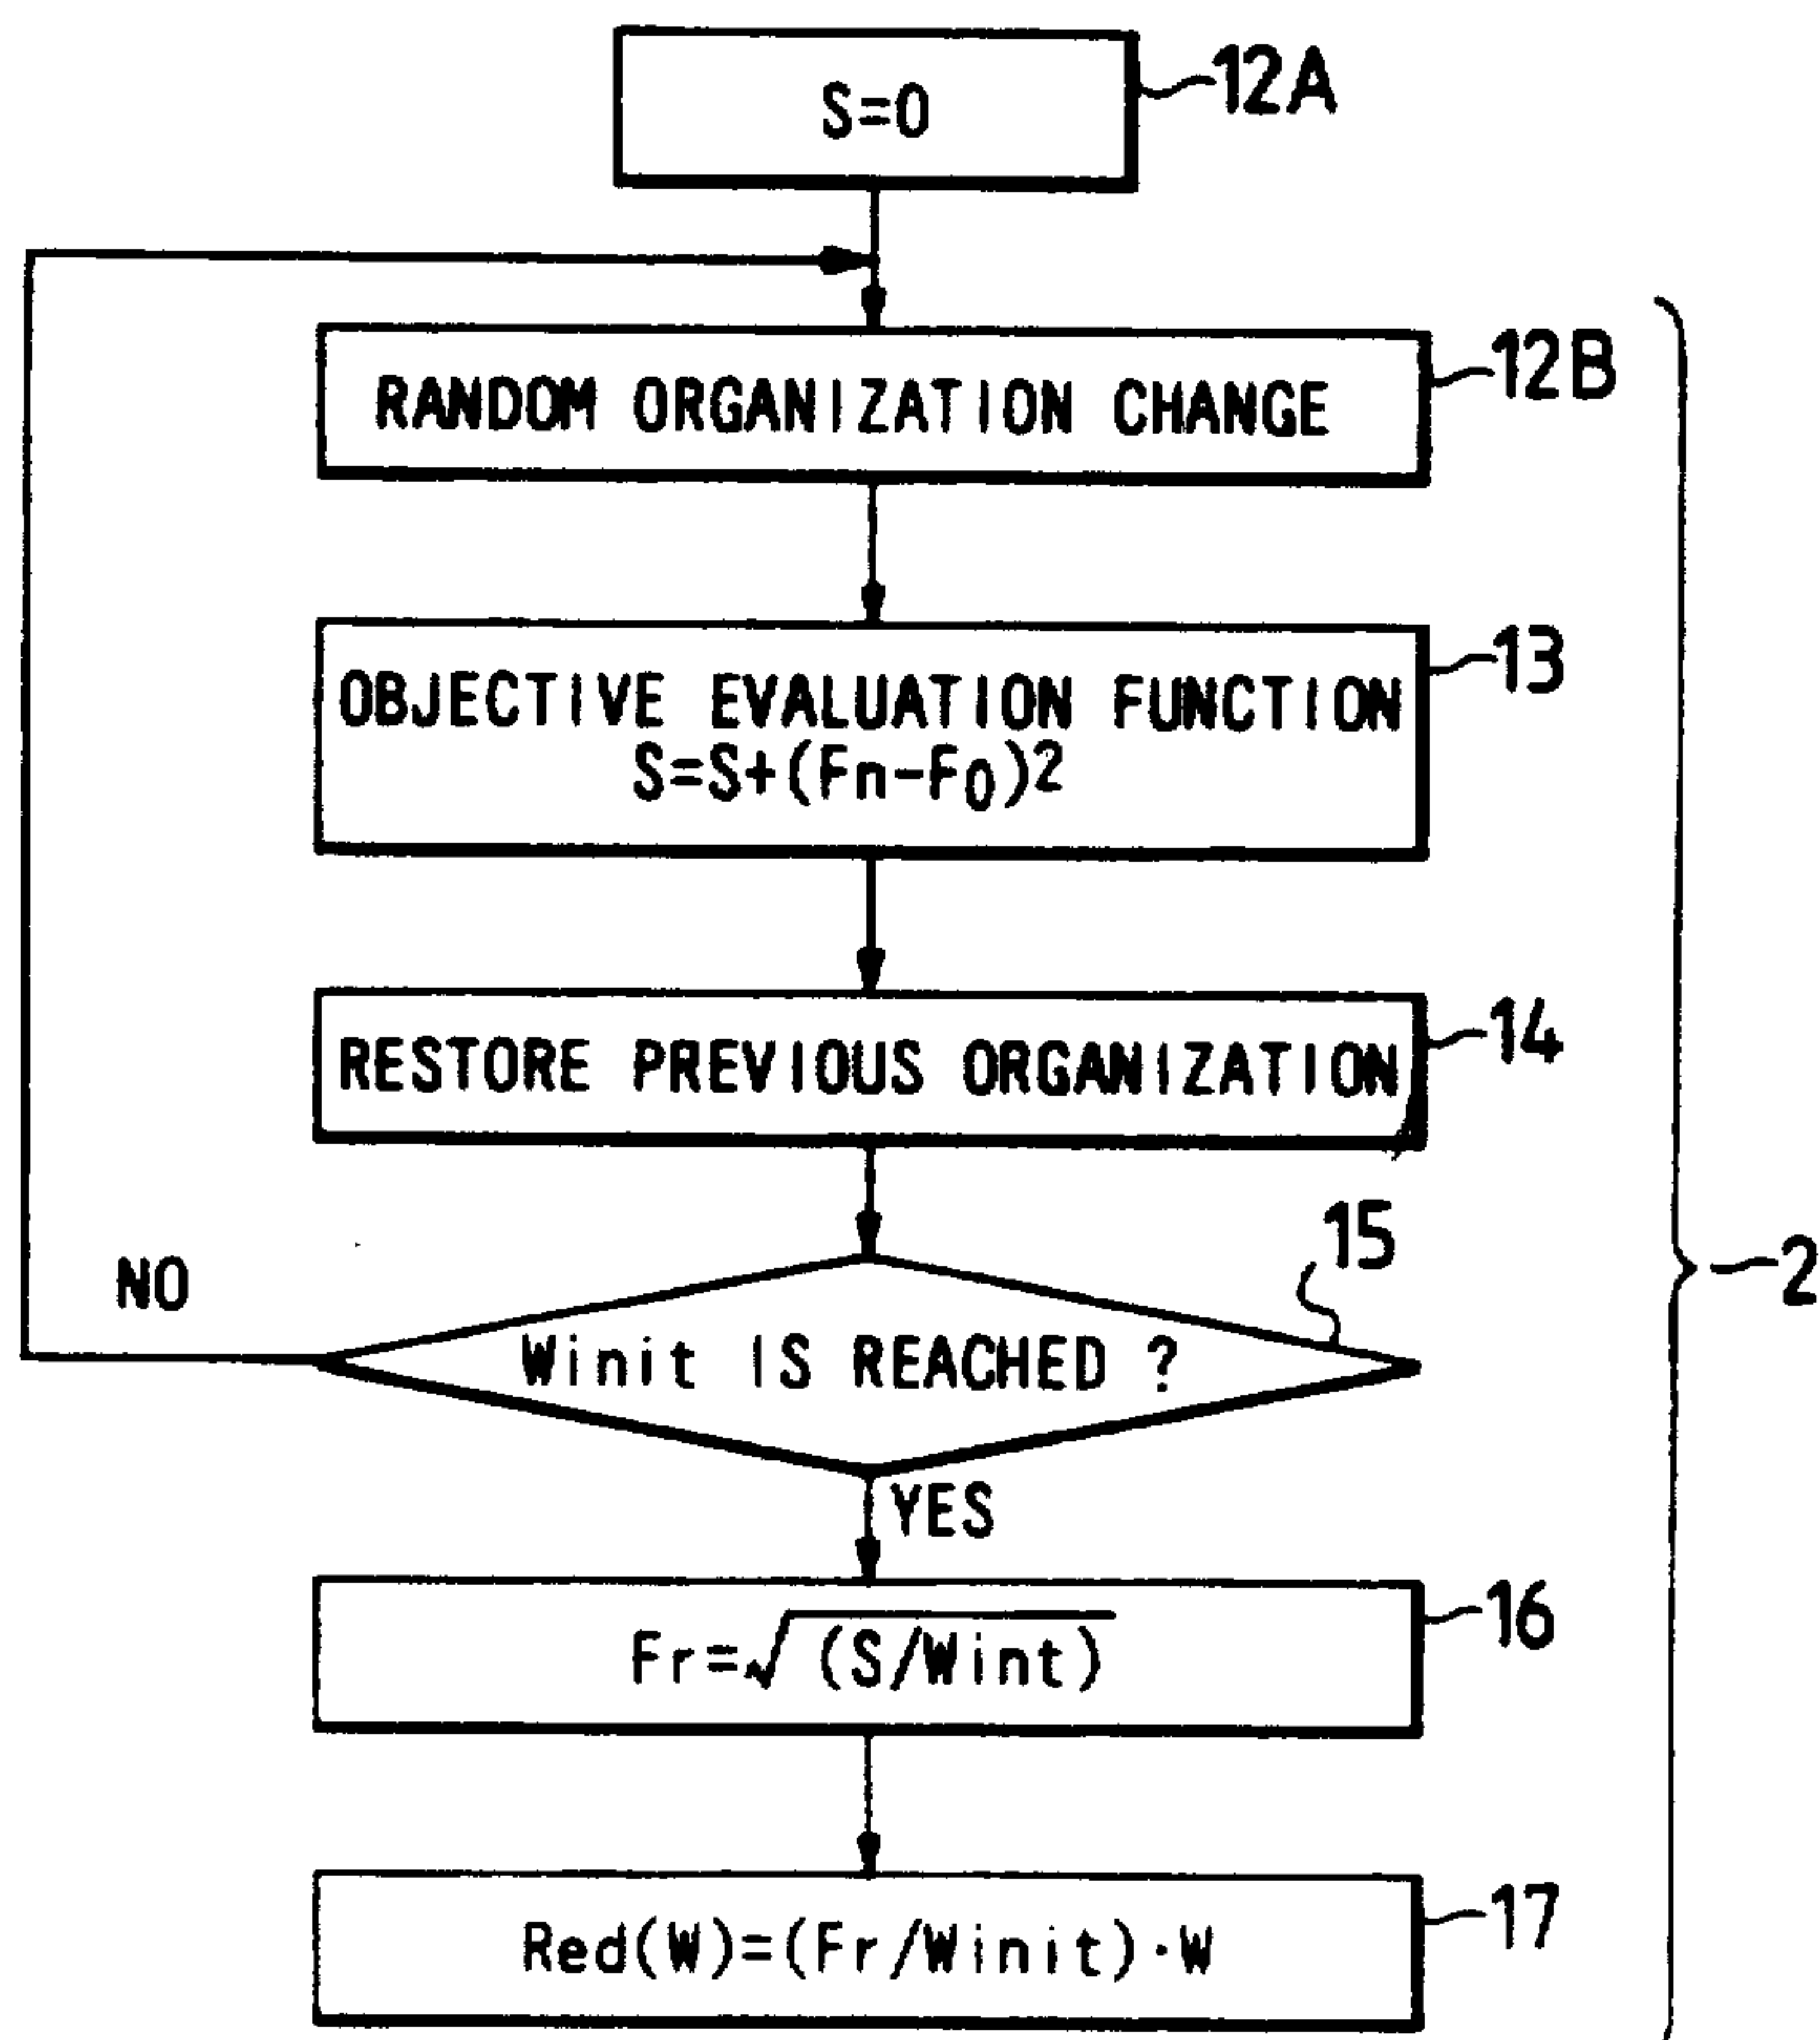 S=0
12A
RANDOM ORGANIZATION CHANGE
12B
OBJECTIVE EVALUATION FUNCTION
S=S+(Fn-F0)2
13
RESTORE PREVIOUS ORGANIZATION
14
15
NO
Winit IS REACHED ?
2
YES
Fr=√(S/Wint)
16
Red(W)=(Fr/Winit)·W
17